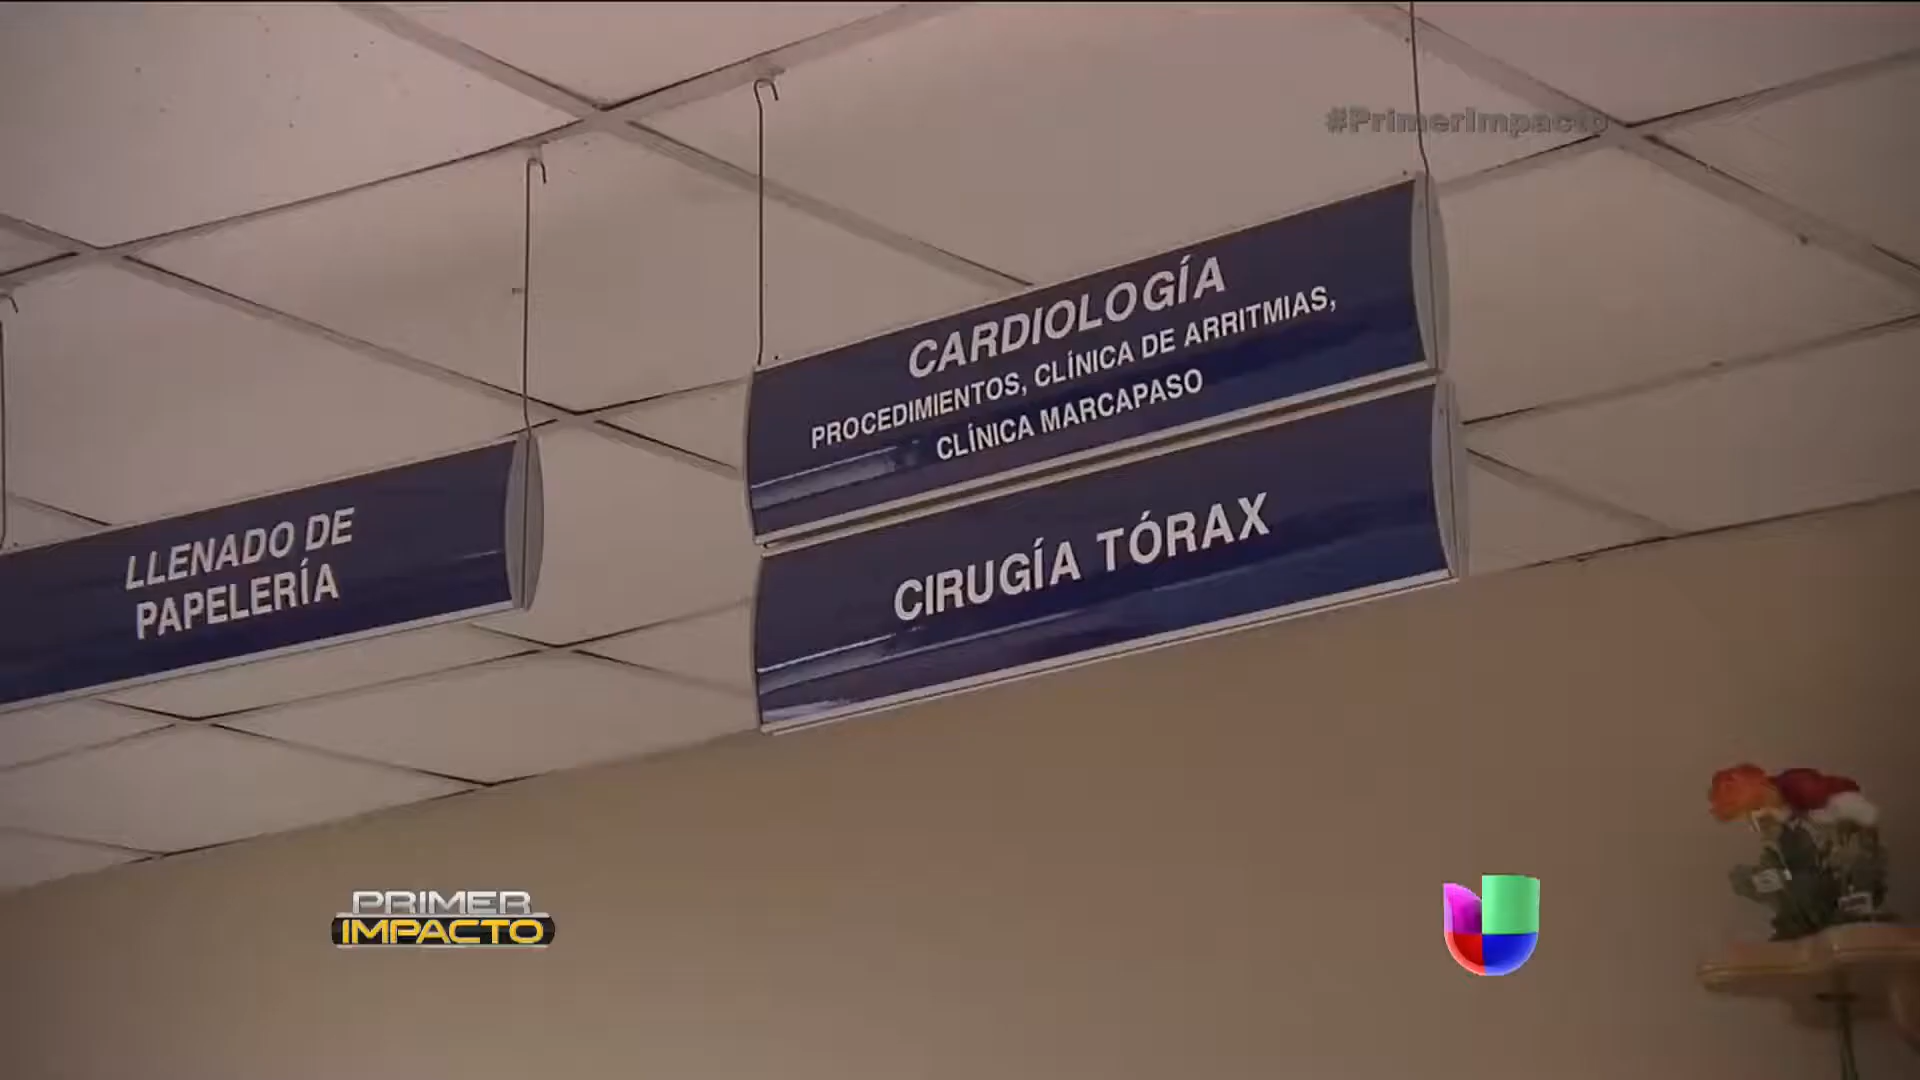 #PrimerImpacto
CARDIOLOGÍA
PROCEDIMIENTOS, CLÍNICA DE ARRITMIAS,
CLÍNICA MARCAPASO
CIRUGÍA TÓRAX
LLENADO DE
PAPELERÍA
PRIMER
IMPACTO